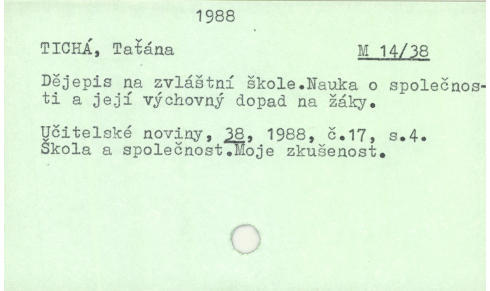 1988
TICHÁ, Taťána
M 14/38
Dějepis na zvláštní škole.Nauka o společnos-
ti a její výchovný dopad na žáky.
Učitelské noviny, 38, 1988, č.17, s.4.
Škola a společnost.Moje zkušenost.